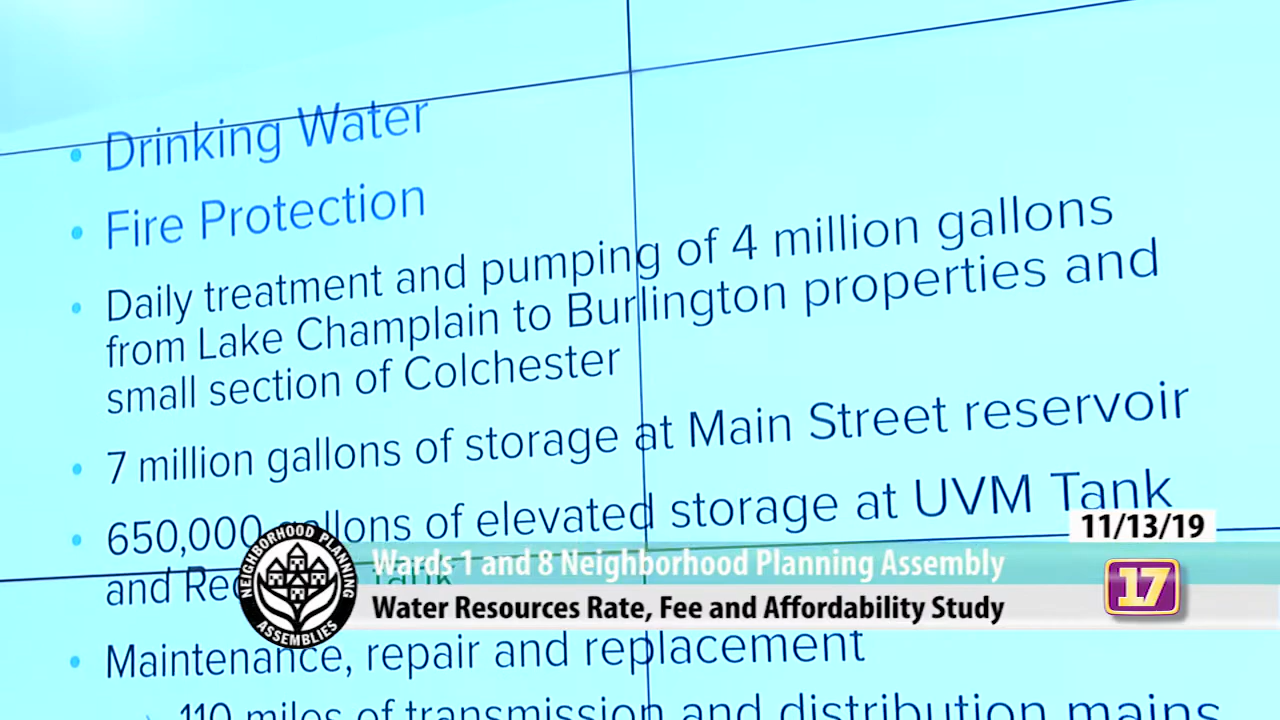 • Drinking Water
• Fire Protection
• Daily treatment and pumping of 4 million gallons
from Lake Champlain to Burlington properties and
small section of Colchester
• 7 million gallons of storage at Main Street reservoir
• 650,000 gallons of elevated storage at UVM Tank
and
• Maintenance, repair and replacement
110 miles of transmission and distribution mains
11/13/19
NEIGHBORHOOD PLANNING ASSEMBLIES
Wards 1 and 8 Neighborhood Planning Assembly
Water Resources Rate, Fee and Affordability Study
17